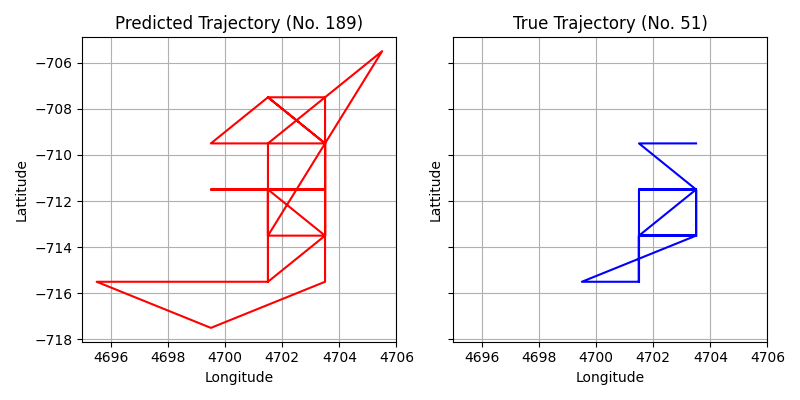 Predicted Trajectory (No. 189)
True Trajectory (No. 51)
−706
−708
−710
−712
−714
−716
−718
Lattitude
Lattitude
4696 4698 4700 4702 4704 4706
4696 4698 4700 4702 4704 4706
Longitude
Longitude